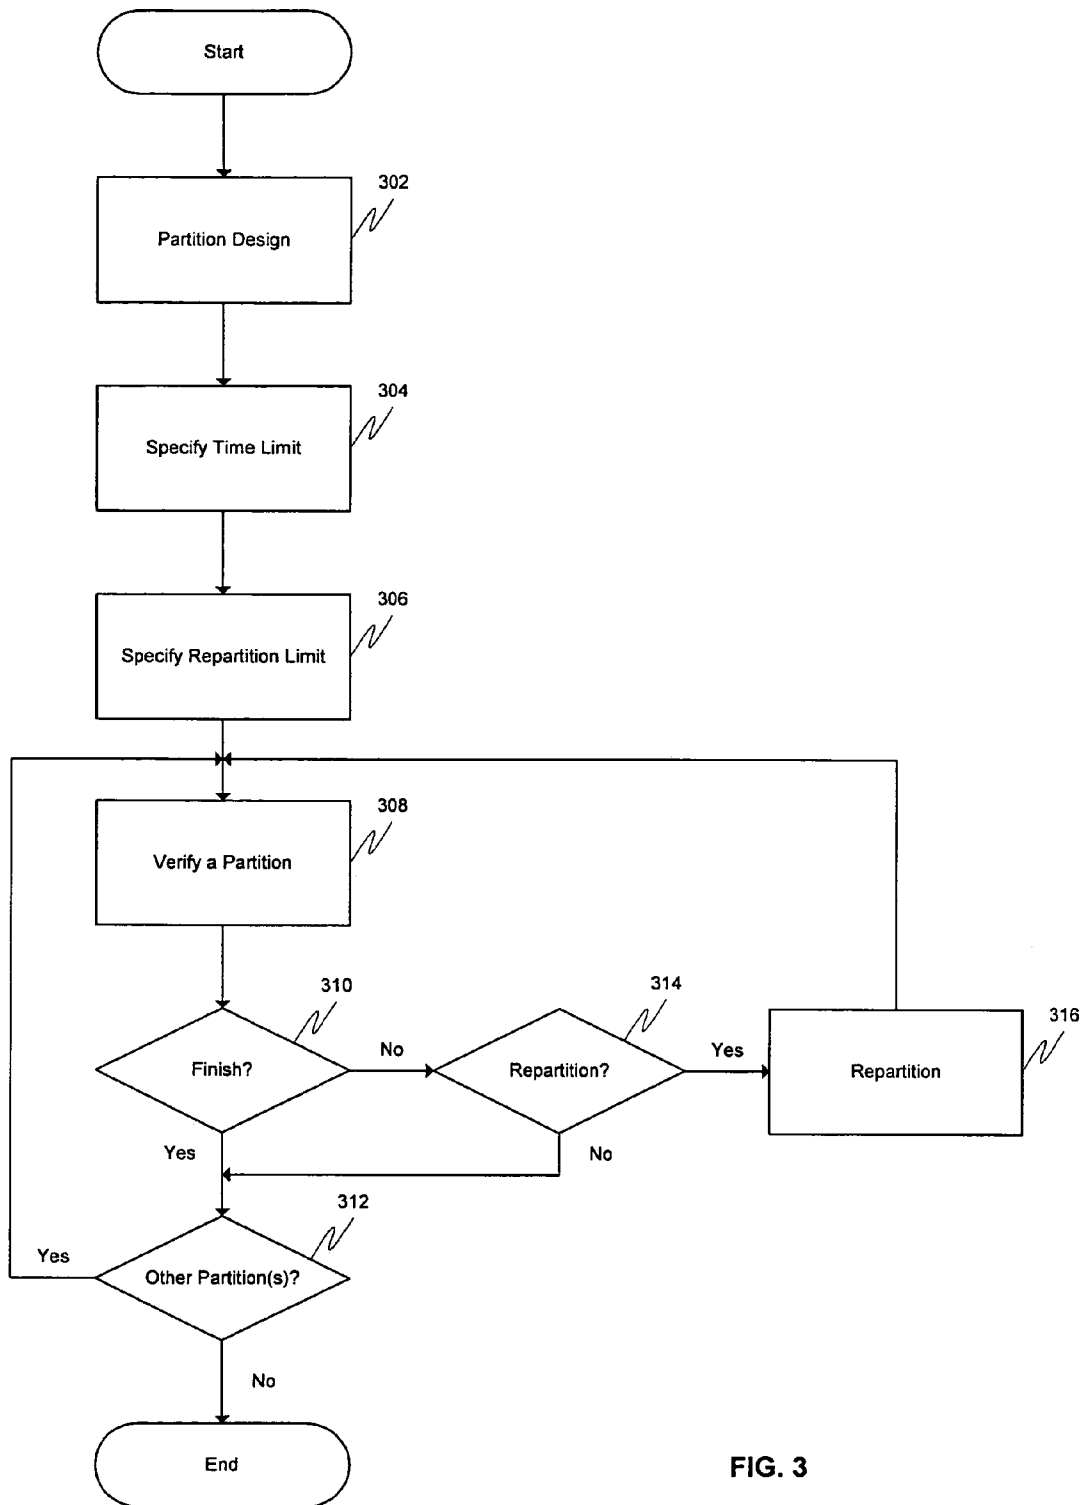 Start
302
Partition Design
304
Specify Time Limit
306
Specify Repartition Limit
308
Verify a Partition
310
314
316
Finish?
No
Repartition?
Yes
Repartition
Yes
No
312
Yes
Other Partition(s)?
No
End
FIG. 3